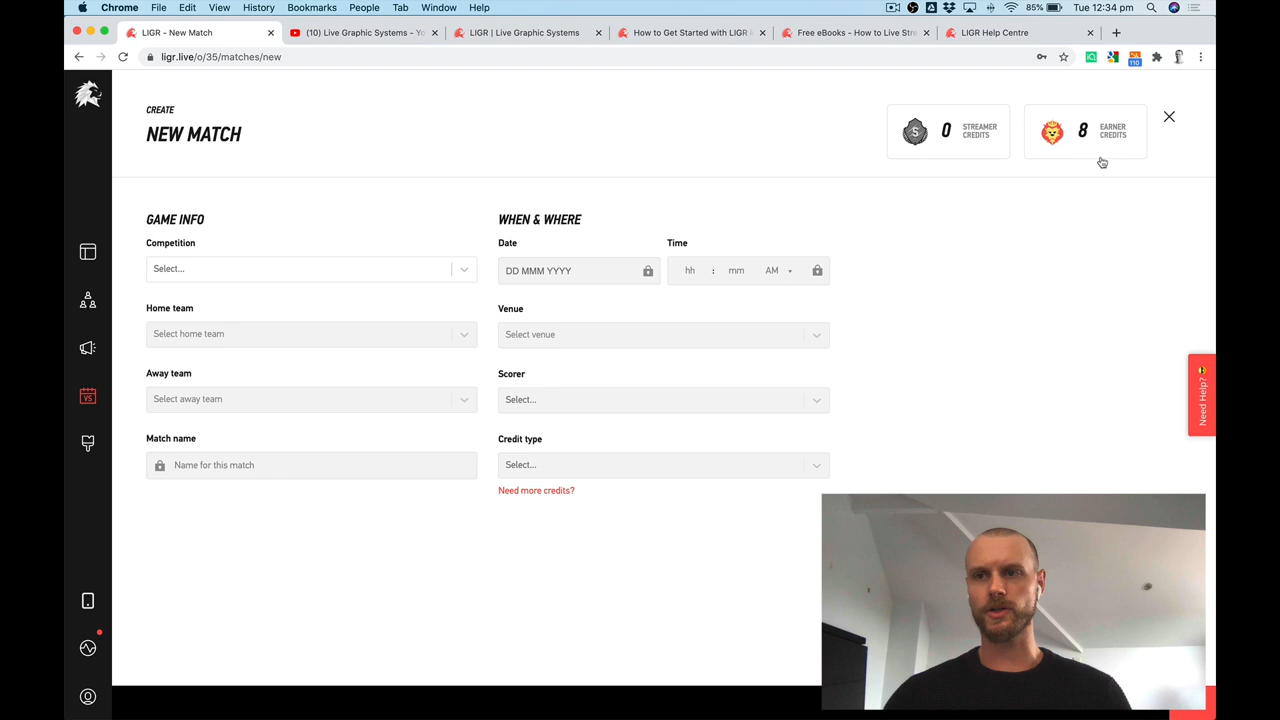 Chrome File Edit View History Bookmarks People Tab Window Help 85% Tue 12:34 pm
LIGR - New Match (10) Live Graphic Systems - Yo LIGR | Live Graphic Systems How to Get Started with LIGR Free eBooks - How to Live Stre LIGR Help Centre
ligr.live/o/35/matches/new 110
CREATE
NEW MATCH
S 0 STREAMER CREDITS
8 EARNER CREDITS
GAME INFO
WHEN & WHERE
Competition
Date
Time
Select...
DD MMM YYYY
hh : mm AM
Home team
Venue
Select home team
Select venue
Away team
Scorer
Select away team
Select...
Match name
Credit type
Name for this match
Select...
Need more credits?
VS
Need Help?